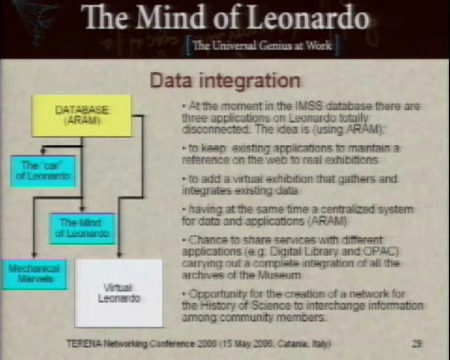 The Mind of Leonardo
[The Universal Genius at Work]
Data integration
DATABASE
(ARAM)
The "car"
of Leonardo
The Mind
of Leonardo
Mechanical
Marvels
Virtual
Leonardo
• At the moment in the IMSS database there are
three applications on Leonardo totally
disconnected. The idea is (using ARAM):
• to keep existing applications to maintain a
reference on the web to real exhibitions
• to add a virtual exhibition that gathers and
integrates existing data
• having at the same time a centralized system
for data and applications (ARAM)
• Chance to share services with different
applications (e.g. Digital Library and OPAC)
carrying out a complete integration of all the
archives of the Museum
• Opportunity for the creation of a network for
the History of Science to interchange information
among community members.
TERENA Networking Conference 2006 (15 May 2006, Catania, Italy)
29